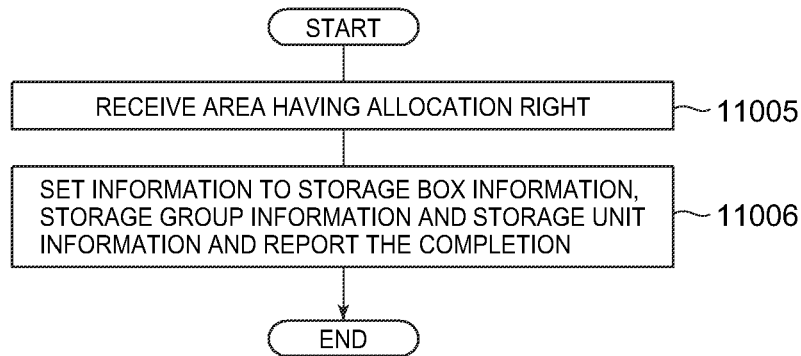 START
RECEIVE AREA HAVING ALLOCATION RIGHT
11005
SET INFORMATION TO STORAGE BOX INFORMATION,
STORAGE GROUP INFORMATION AND STORAGE UNIT
INFORMATION AND REPORT THE COMPLETION
11006
END